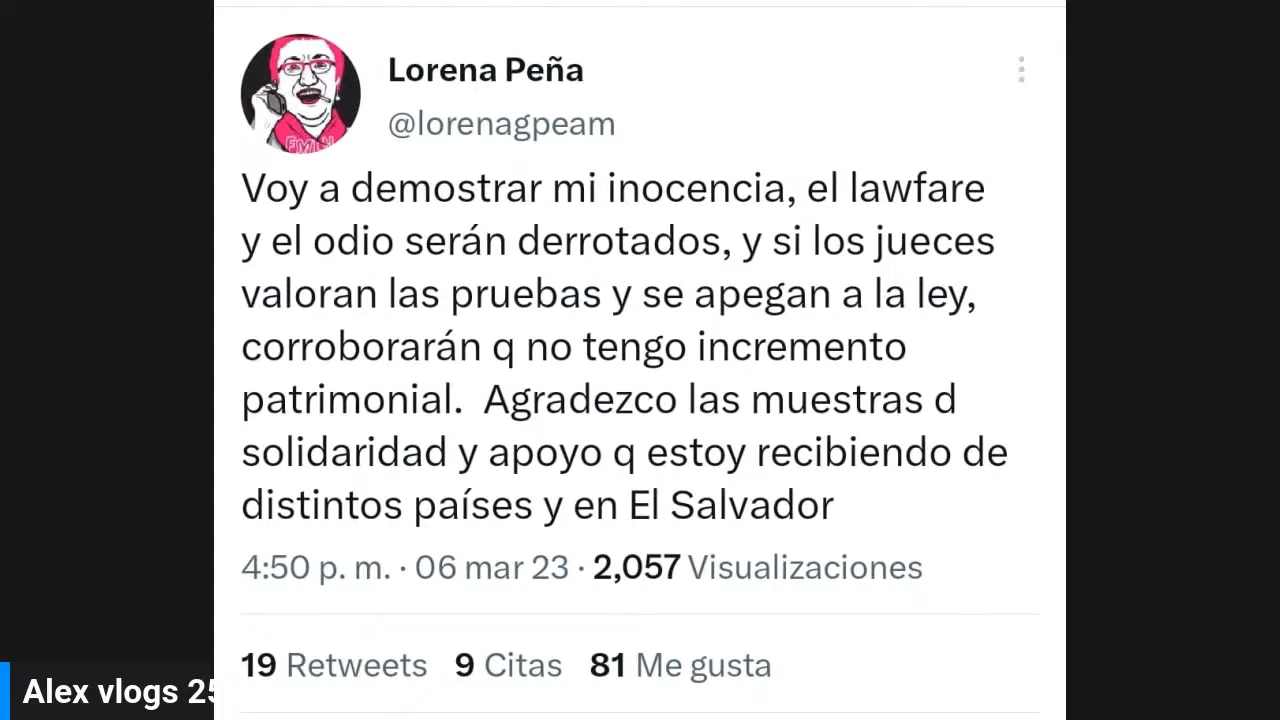 Lorena Peña
@lorenagpeam
Voy a demostrar mi inocencia, el lawfare
y el odio serán derrotados, y si los jueces
valoran las pruebas y se apegan a la ley,
corroborarán q no tengo incremento
patrimonial.  Agradezco las muestras d
solidaridad y apoyo q estoy recibiendo de
distintos países y en El Salvador
4:50 p. m. · 06 mar 23 · 2,057 Visualizaciones
19 Retweets 9 Citas 81 Me gusta
Alex vlogs 25